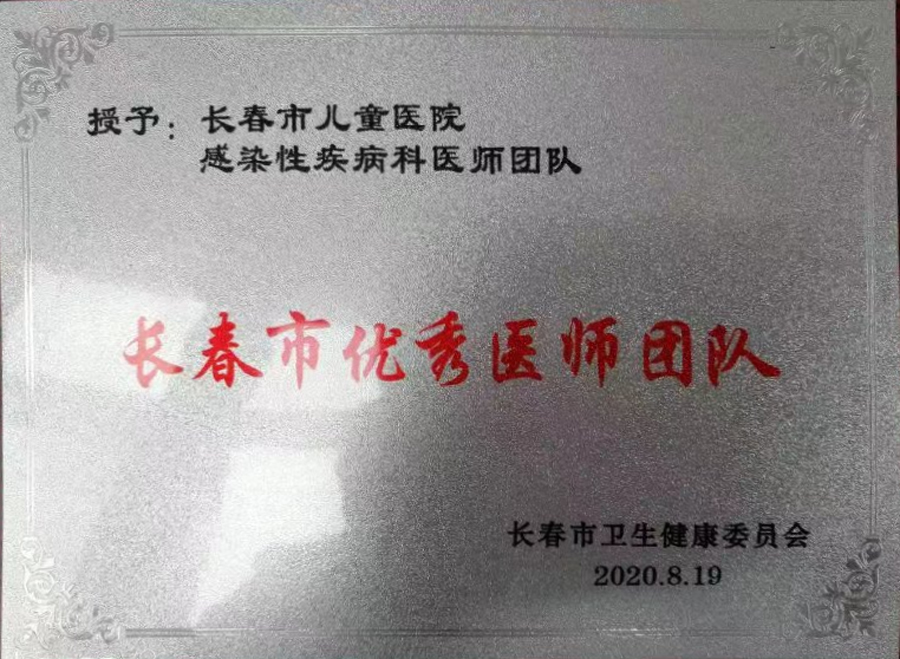 授予：长春市儿童医院
感染性疾病科医师团队
长春市优秀医师团队
长春市卫生健康委员会
2020.8.19